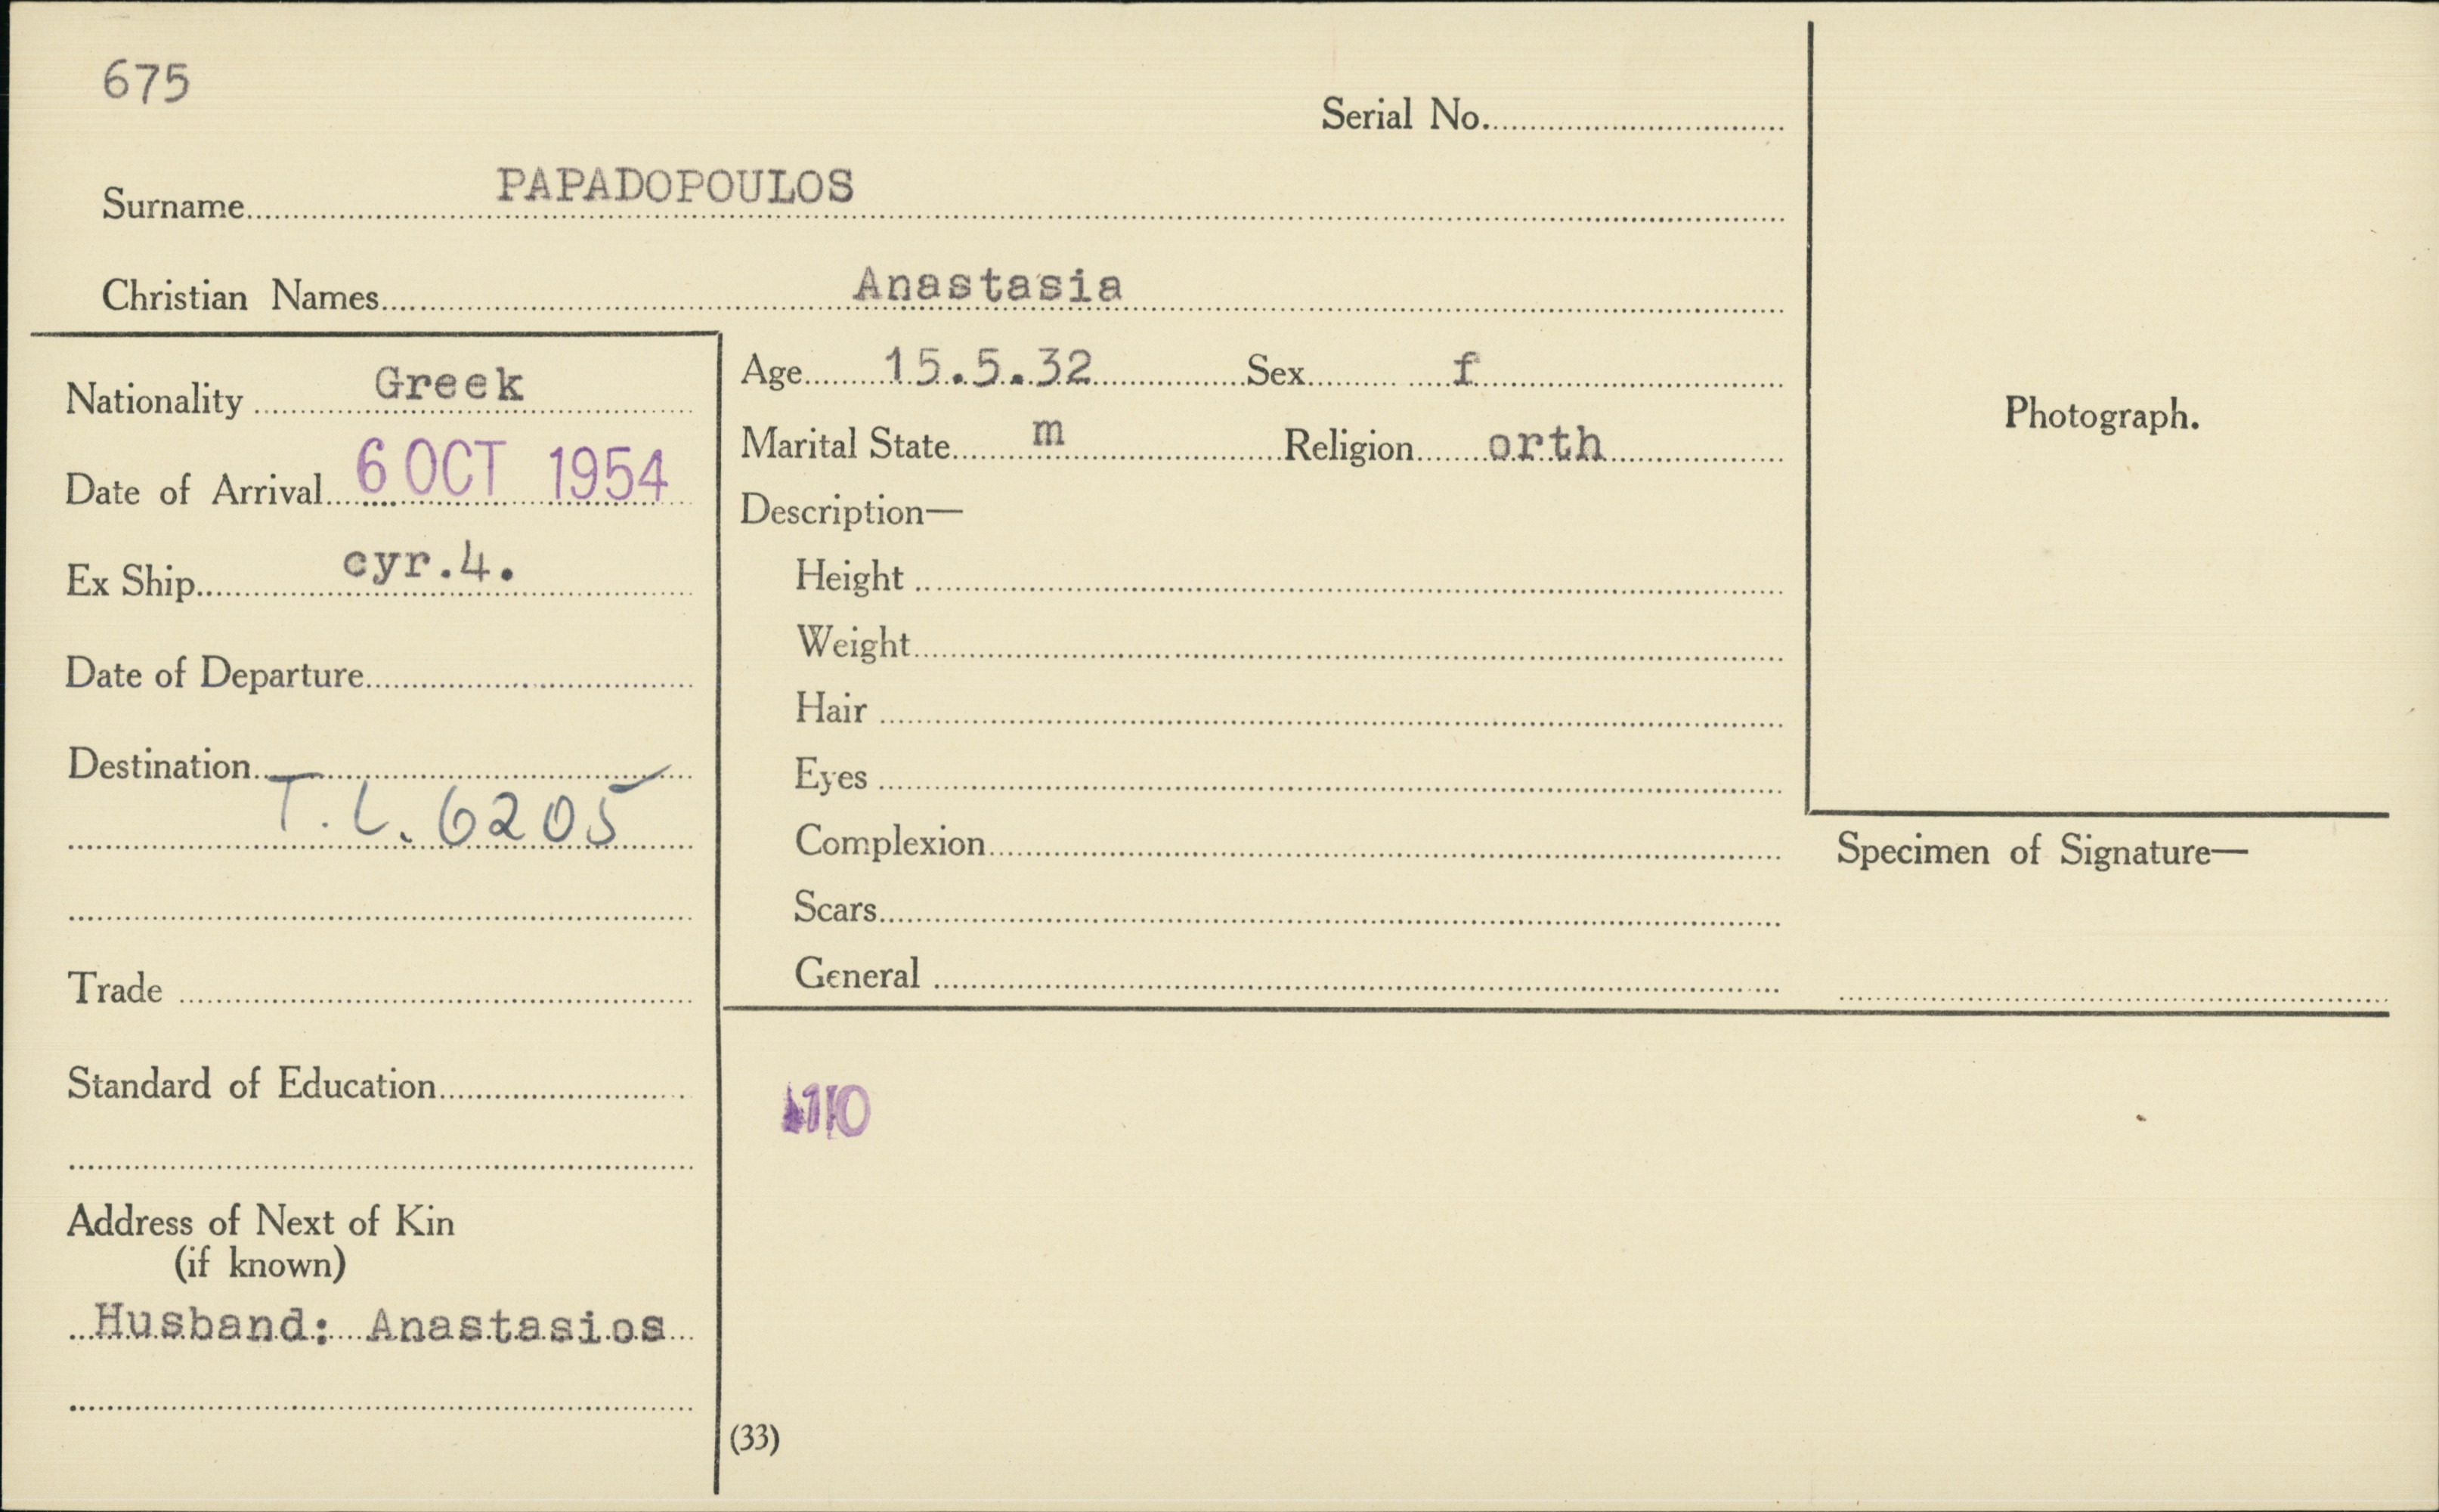 675
Serial No.
Surname PAPADOPOULOS
Christian Names Anastasia
Nationality Greek
Date of Arrival 6 OCT 1954
Ex Ship cyr.4.
Date of Departure
Destination
T.L. 6205
Trade
Standard of Education
Address of Next of Kin
(if known)
Husband: Anastasios
Age 15.5.32 Sex f
Marital State m Religion orth
Description—
Height
Weight
Hair
Eyes
Complexion
Scars
General
(33)
Photograph.
Specimen of Signature—